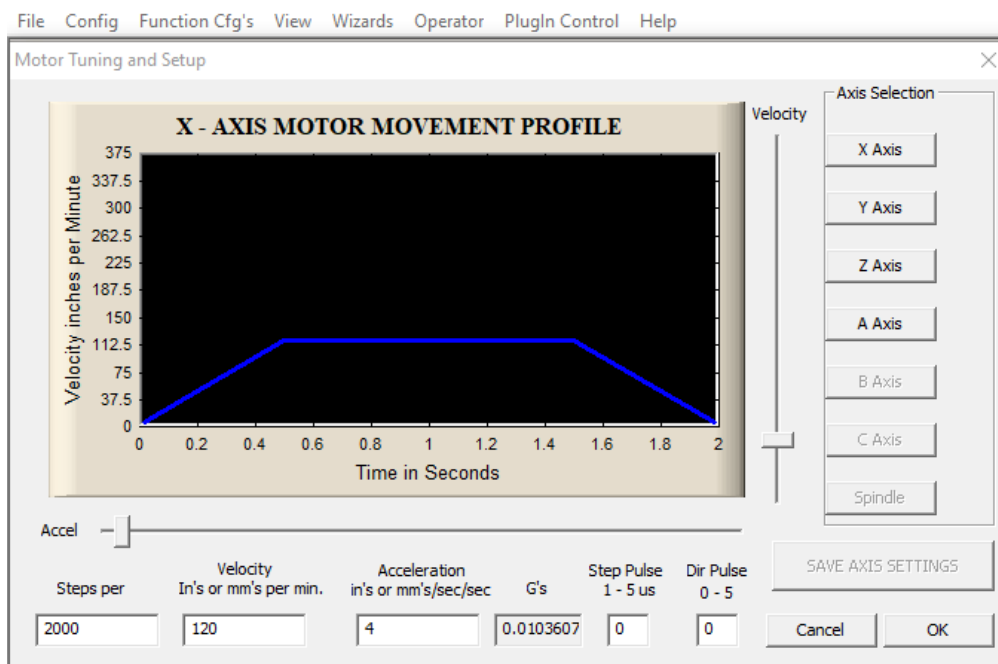 File Config Function Cfg's View Wizards Operator PlugIn Control Help
Motor Tuning and Setup
X - AXIS MOTOR MOVEMENT PROFILE
Velocity inches per Minute
375
337.5
300
262.5
225
187.5
150
112.5
75
37.5
0
0 0.2 0.4 0.6 0.8 1 1.2 1.4 1.6 1.8 2
Time in Seconds
Velocity
Axis Selection
X Axis
Y Axis
Z Axis
A Axis
B Axis
C Axis
Spindle
Accel
Steps per
Velocity
In's or mm's per min.
Acceleration
in's or mm's/sec/sec
G's
Step Pulse
1 - 5 us
Dir Pulse
0 - 5
2000 120 4 0.0103607 0 0
SAVE AXIS SETTINGS
Cancel OK